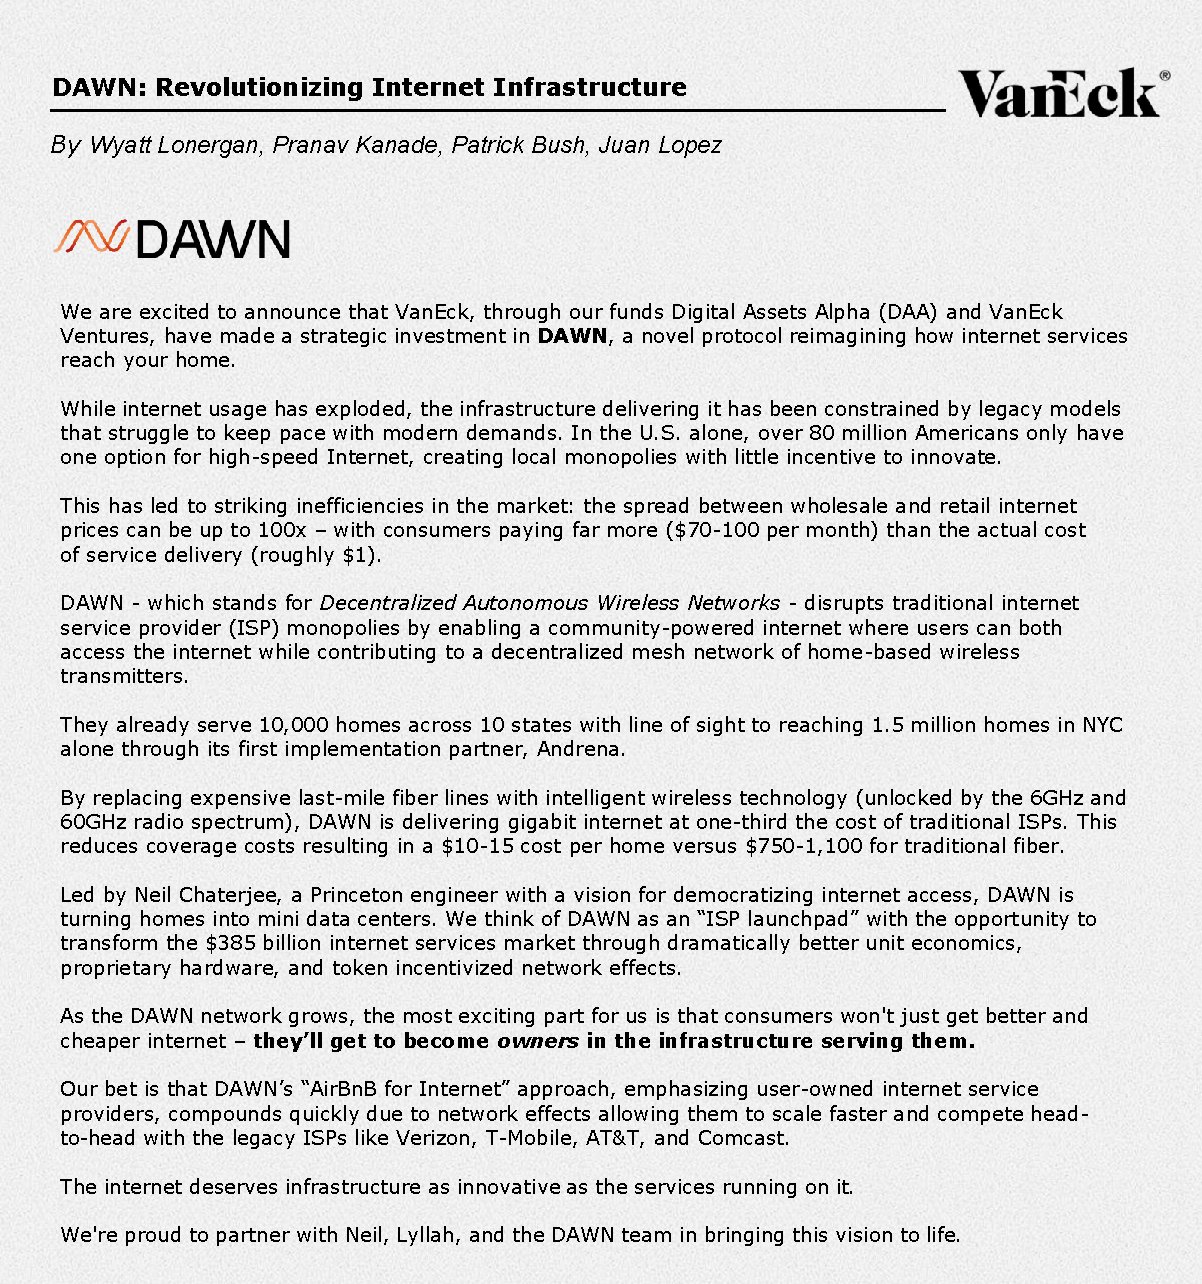 DAWN: Revolutionizing Internet Infrastructure
VanEck®
By Wyatt Lonergan, Pranav Kanade, Patrick Bush, Juan Lopez
DAWN
We are excited to announce that VanEck, through our funds Digital Assets Alpha (DAA) and VanEck
Ventures, have made a strategic investment in DAWN, a novel protocol reimagining how internet services
reach your home.
While internet usage has exploded, the infrastructure delivering it has been constrained by legacy models
that struggle to keep pace with modern demands. In the U.S. alone, over 80 million Americans only have
one option for high-speed Internet, creating local monopolies with little incentive to innovate.
This has led to striking inefficiencies in the market: the spread between wholesale and retail internet
prices can be up to 100x – with consumers paying far more ($70-100 per month) than the actual cost
of service delivery (roughly $1).
DAWN - which stands for Decentralized Autonomous Wireless Networks - disrupts traditional internet
service provider (ISP) monopolies by enabling a community-powered internet where users can both
access the internet while contributing to a decentralized mesh network of home-based wireless
transmitters.
They already serve 10,000 homes across 10 states with line of sight to reaching 1.5 million homes in NYC
alone through its first implementation partner, Andrena.
By replacing expensive last-mile fiber lines with intelligent wireless technology (unlocked by the 6GHz and
60GHz radio spectrum), DAWN is delivering gigabit internet at one-third the cost of traditional ISPs. This
reduces coverage costs resulting in a $10-15 cost per home versus $750-1,100 for traditional fiber.
Led by Neil Chaterjee, a Princeton engineer with a vision for democratizing internet access, DAWN is
turning homes into mini data centers. We think of DAWN as an “ISP launchpad” with the opportunity to
transform the $385 billion internet services market through dramatically better unit economics,
proprietary hardware, and token incentivized network effects.
As the DAWN network grows, the most exciting part for us is that consumers won't just get better and
cheaper internet – they’ll get to become owners in the infrastructure serving them.
Our bet is that DAWN’s “AirBnB for Internet” approach, emphasizing user-owned internet service
providers, compounds quickly due to network effects allowing them to scale faster and compete head-
to-head with the legacy ISPs like Verizon, T-Mobile, AT&T, and Comcast.
The internet deserves infrastructure as innovative as the services running on it.
We're proud to partner with Neil, Lyllah, and the DAWN team in bringing this vision to life.